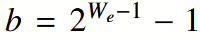 b = 2^{W_e−1} − 1